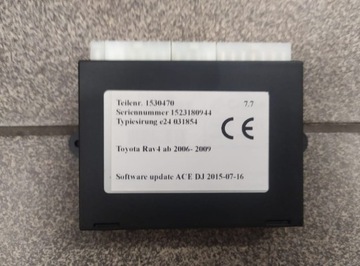 Teilenr. 1530470 7.7
Seriennummer 1523180944
Typiesirung e24 031854
CE
Toyota Rav4 ab 2006- 2009
Software update ACE DJ 2015-07-16